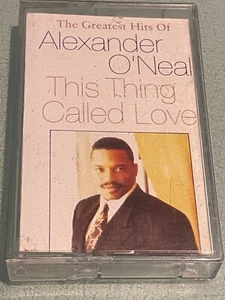 The Greatest Hits Of
Alexander
O'Neal
This Thing
Called Love